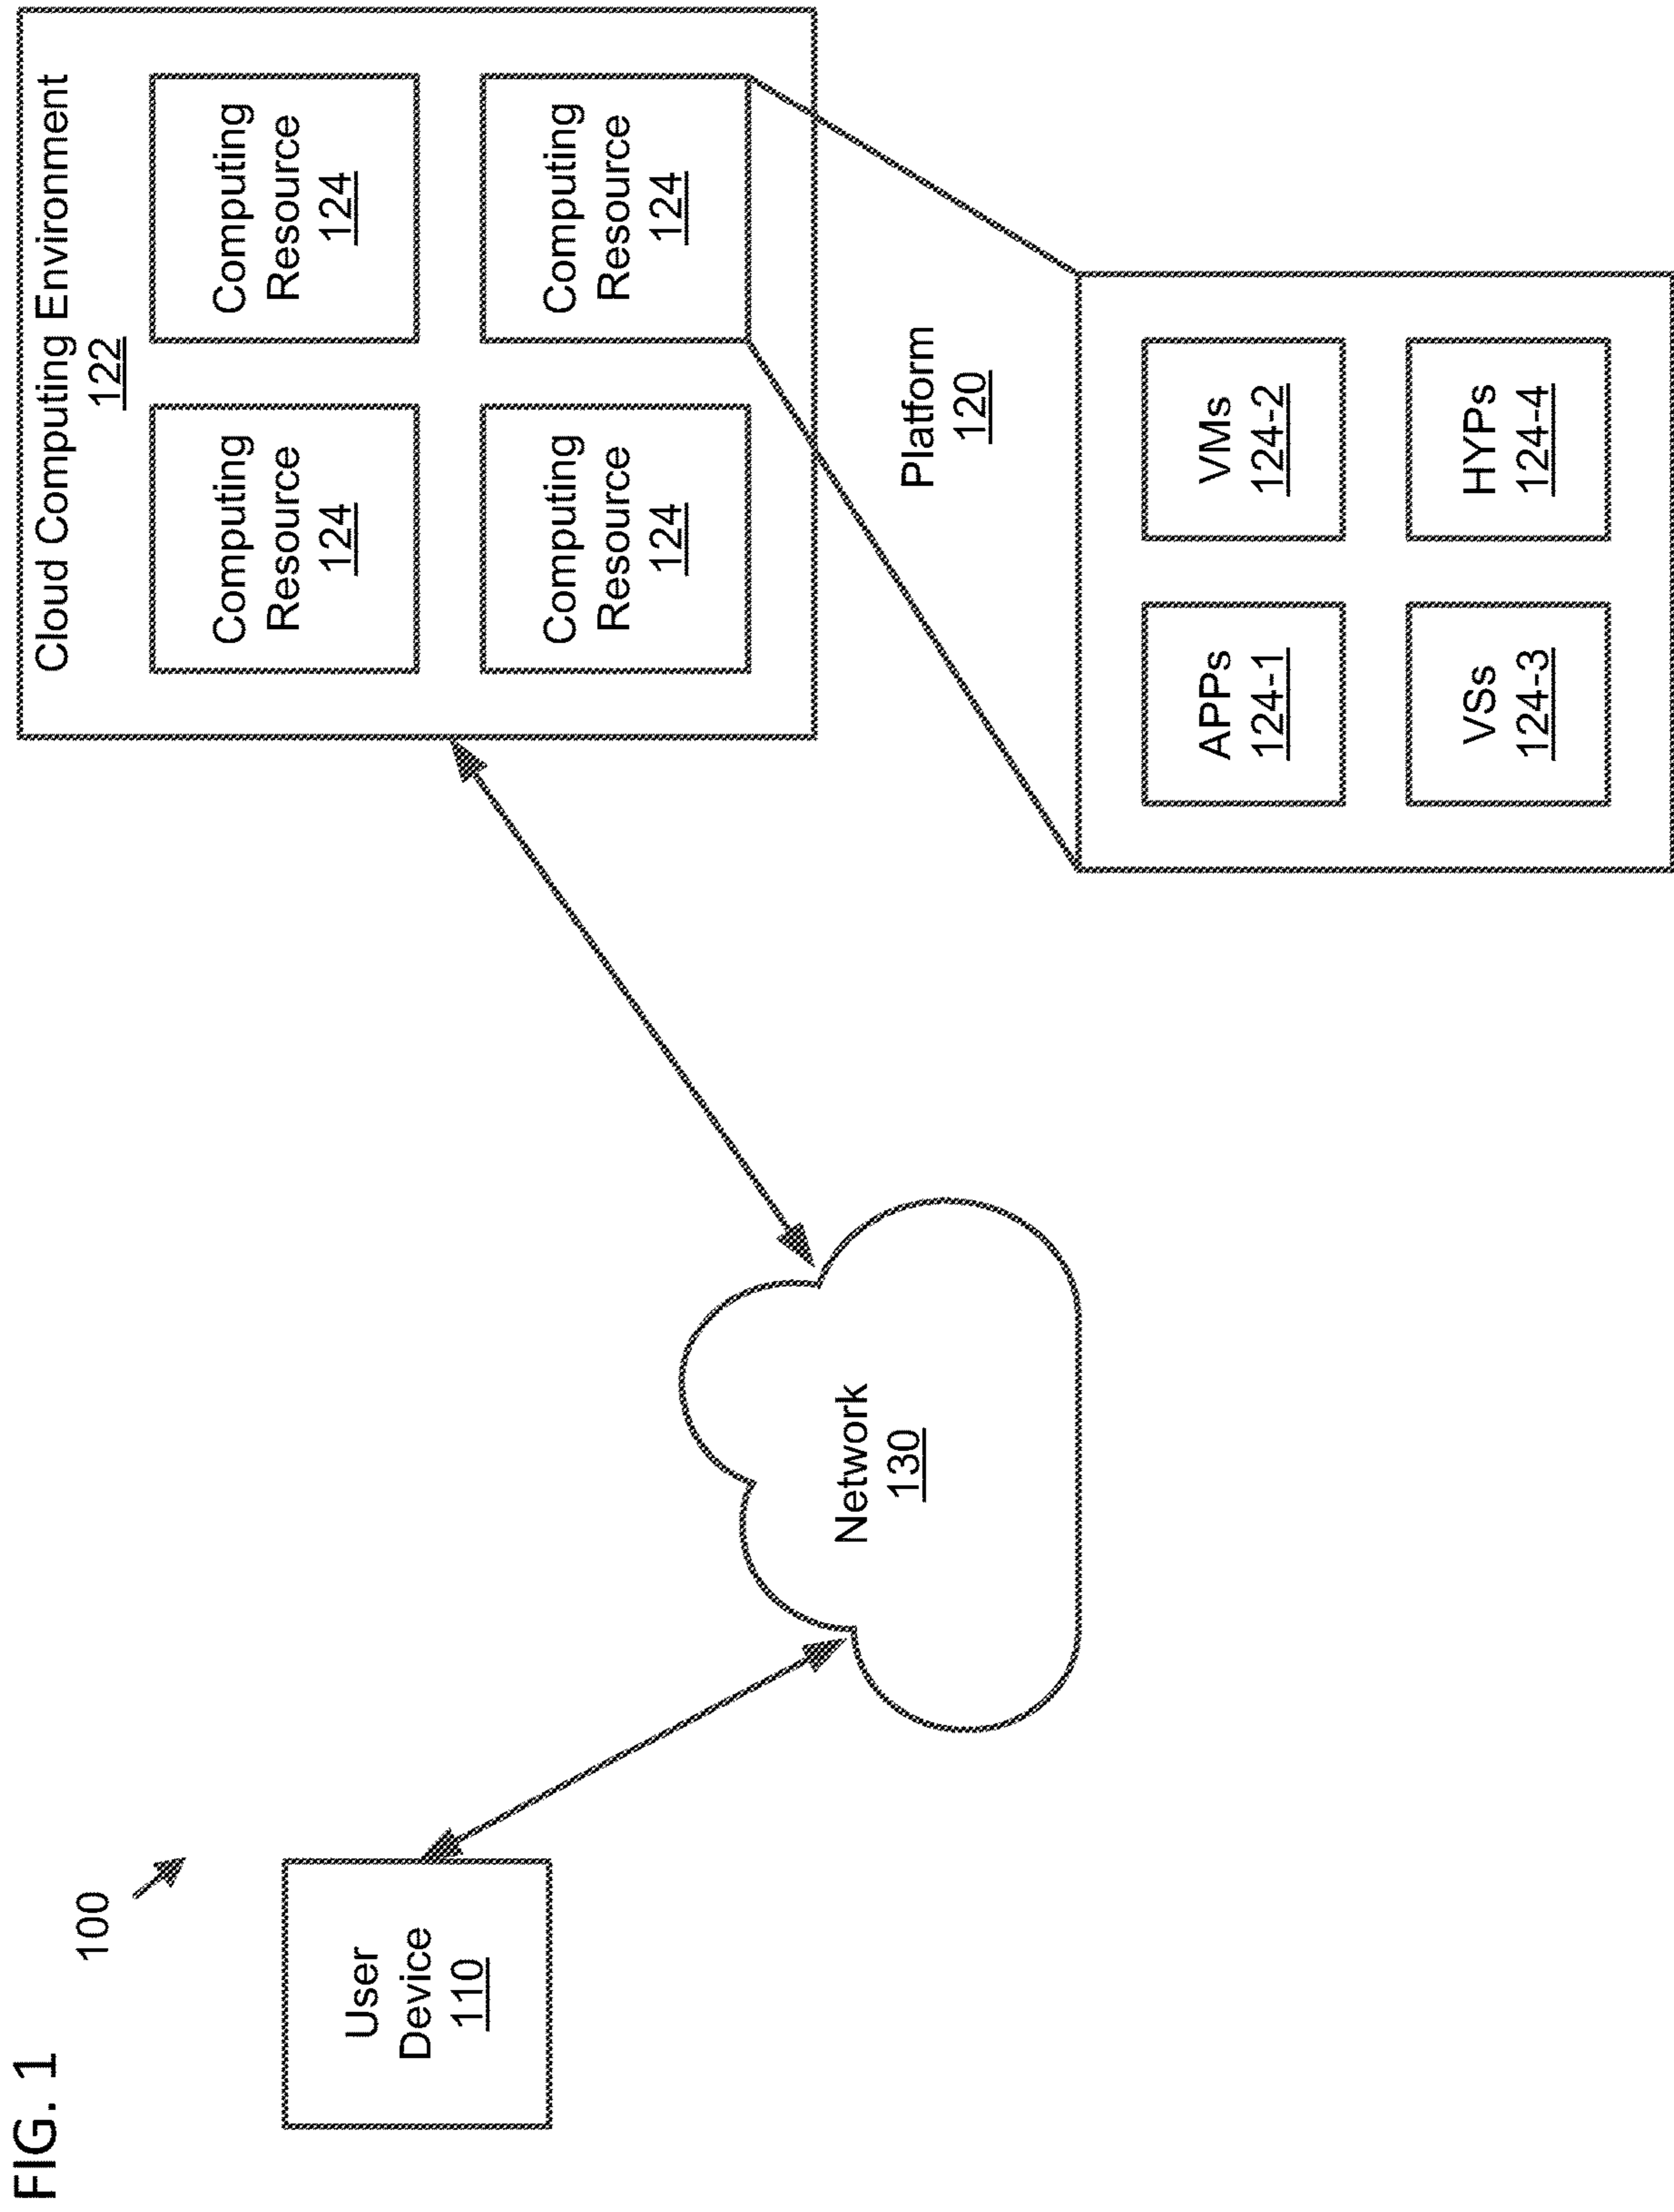 FIG. 1
100
User
Device
110
Network
130
Cloud Computing Environment
122
Computing
Resource
124
Computing
Resource
124
Computing
Resource
124
Computing
Resource
124
Platform
120
APPs
124-1
VMs
124-2
VSs
124-3
HYPs
124-4